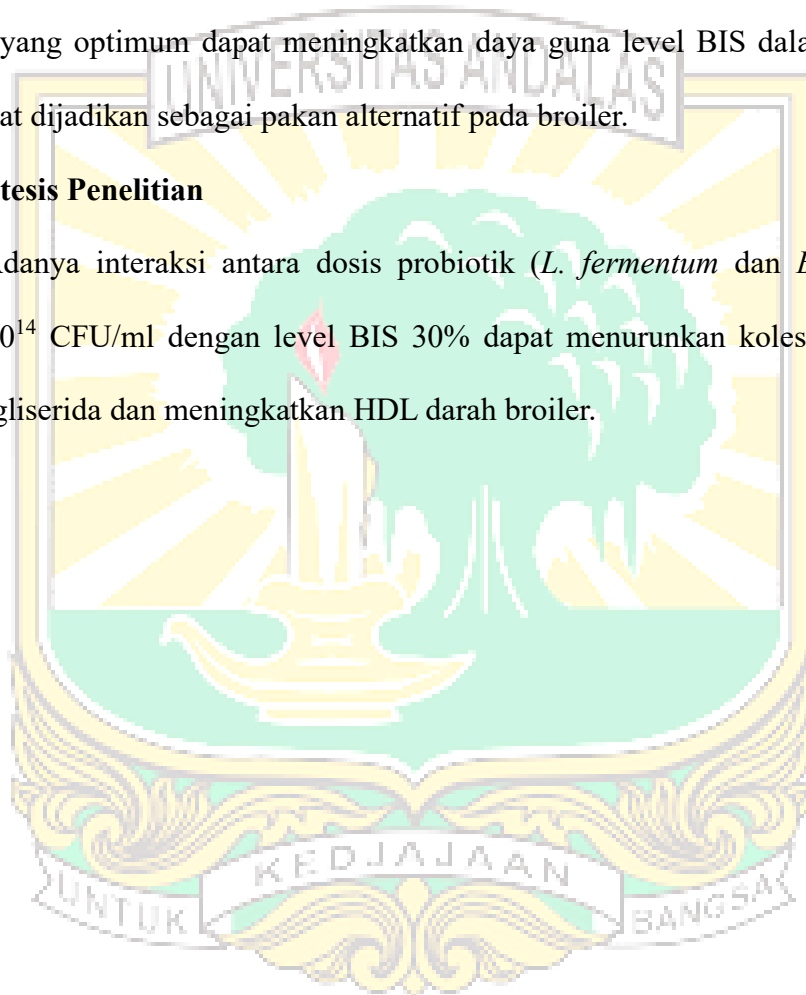 yang optimum dapat meningkatkan daya guna level BIS dala
at dijadikan sebagai pakan alternatif pada broiler.
tesis Penelitian
danya interaksi antara dosis probiotik (L. fermentum dan B
0¹⁴ CFU/ml dengan level BIS 30% dapat menurunkan koles
gliserida dan meningkatkan HDL darah broiler.
UNIVERSITAS ANDALAS
UNTUK KEDJAJAAN BANGSA